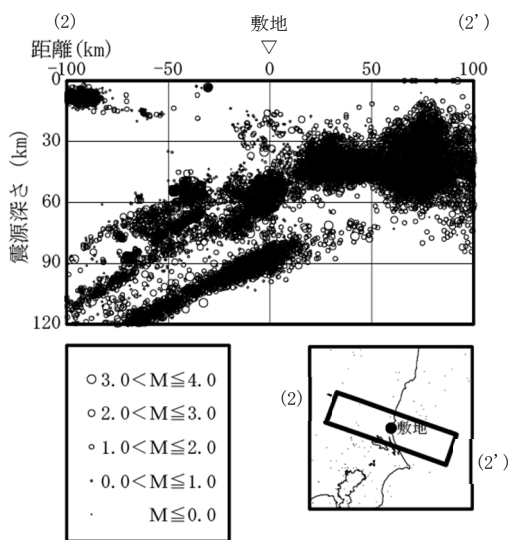 (2) 敷地 (2')
距離(km) ▽
-100 -50 0 50 100
0
30
60
90
120
震源深さ (km)
○3.0<M≦4.0
○2.0<M≦3.0
○1.0<M≦2.0
・0.0<M≦1.0
・ M≦0.0
(2)
敷地
(2')